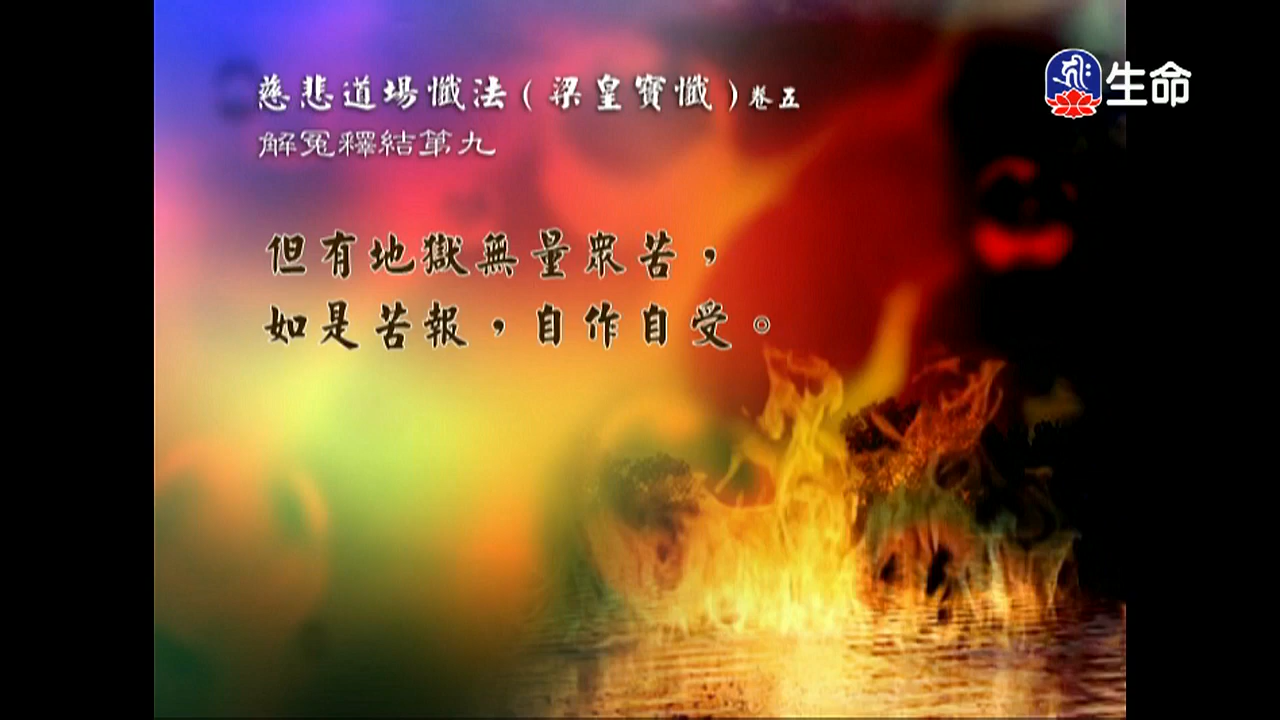 慈悲道場懺法(梁皇寶懺)卷五
解冤釋結第九
生命
但有地獄無量眾苦，
如是苦報，自作自受。